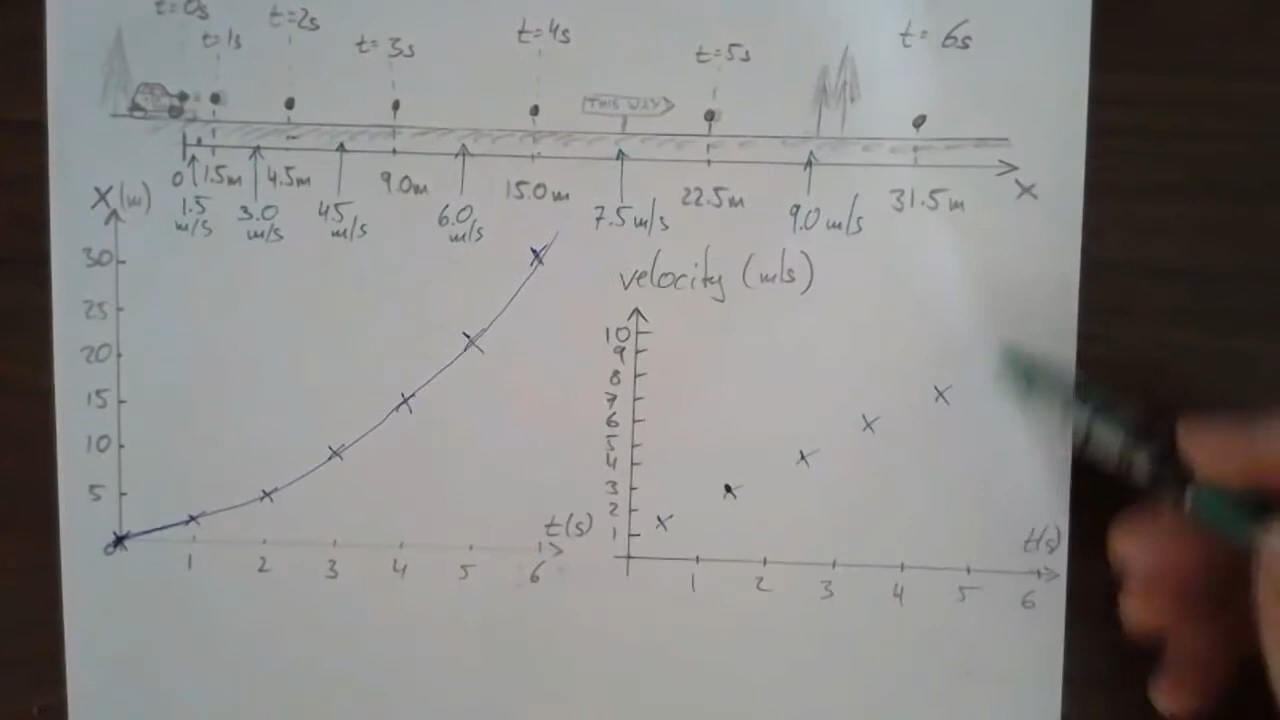 t=0s
t=1s
t=2s
t=3s
t=4s
t=5s
t=6s
THIS WAY
0
1.5m
4.5m
9.0m
15.0m
22.5m
31.5m
x
1.5 m/s
3.0 m/s
4.5 m/s
6.0 m/s
7.5 m/s
9.0 m/s
X (m)
30
25
20
15
10
5
0
1 2 3 4 5 6
t(s)
velocity (m/s)
10
9
8
7
6
5
4
3
2
1
1 2 3 4 5 6
t(s)